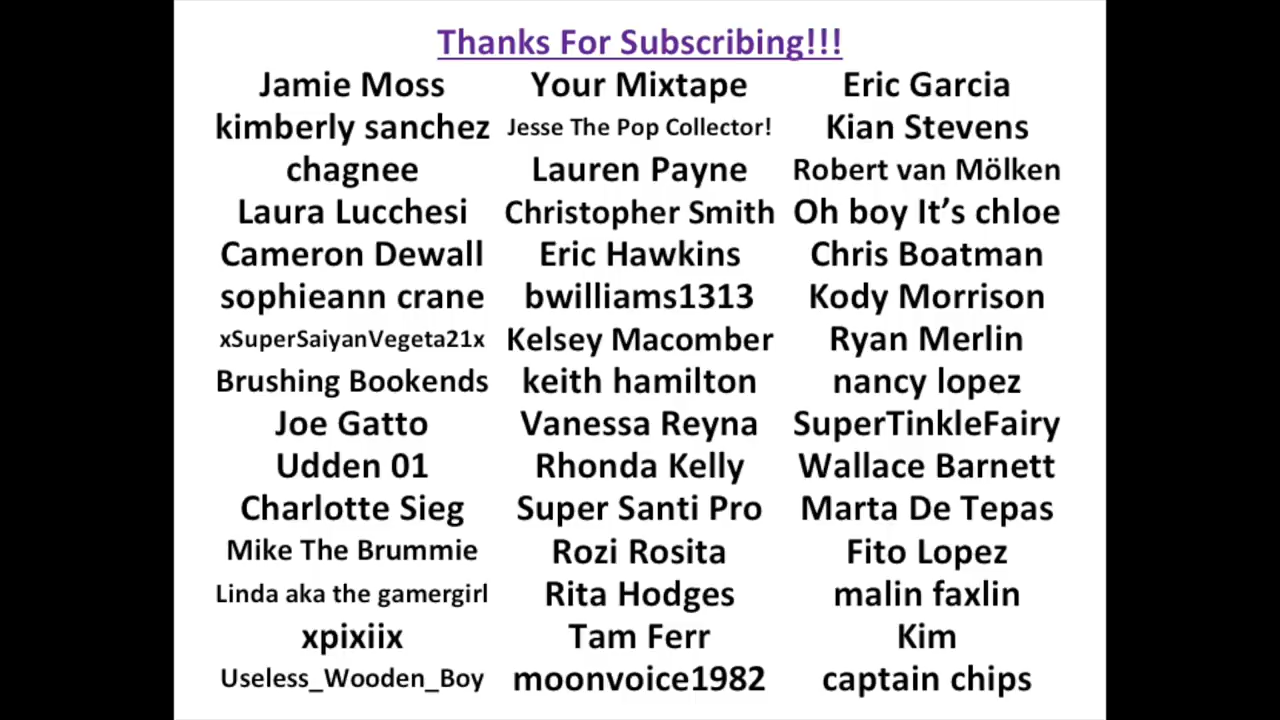 Thanks For Subscribing!!!
Jamie Moss Your Mixtape Eric Garcia
kimberly sanchez Jesse The Pop Collector! Kian Stevens
chagnee Lauren Payne Robert van Mölken
Laura Lucchesi Christopher Smith Oh boy It’s chloe
Cameron Dewall Eric Hawkins Chris Boatman
sophieann crane bwilliams1313 Kody Morrison
xSuperSaiyanVegeta21x Kelsey Macomber Ryan Merlin
Brushing Bookends keith hamilton nancy lopez
Joe Gatto Vanessa Reyna SuperTinkleFairy
Udden 01 Rhonda Kelly Wallace Barnett
Charlotte Sieg Super Santi Pro Marta De Tepas
Mike The Brummie Rozi Rosita Fito Lopez
Linda aka the gamergirl Rita Hodges malin faxlin
xpixiix Tam Ferr Kim
Useless_Wooden_Boy moonvoice1982 captain chips